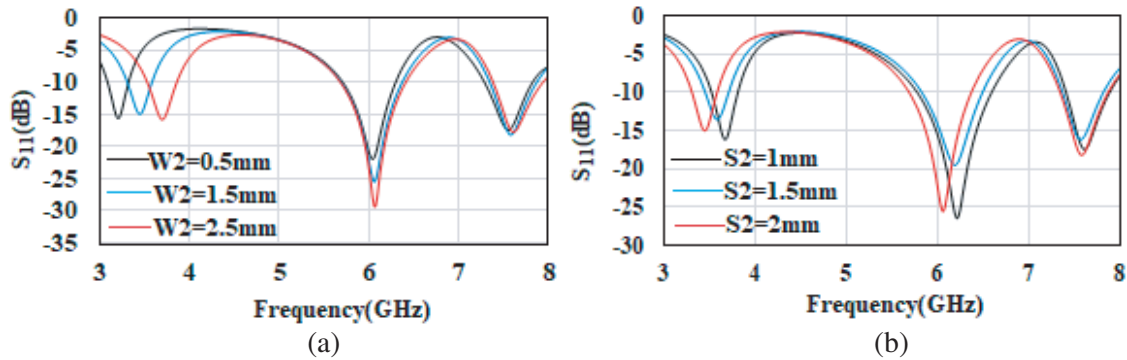 0
-5
-10
-15
-20
-25
-30
-35
S11(dB)
W2=0.5mm
W2=1.5mm
W2=2.5mm
3 4 5 6 7 8
Frequency(GHz)
(a)
0
-5
-10
-15
-20
-25
-30
S11(dB)
S2=1mm
S2=1.5mm
S2=2mm
3 4 5 6 7 8
Frequency(GHz)
(b)